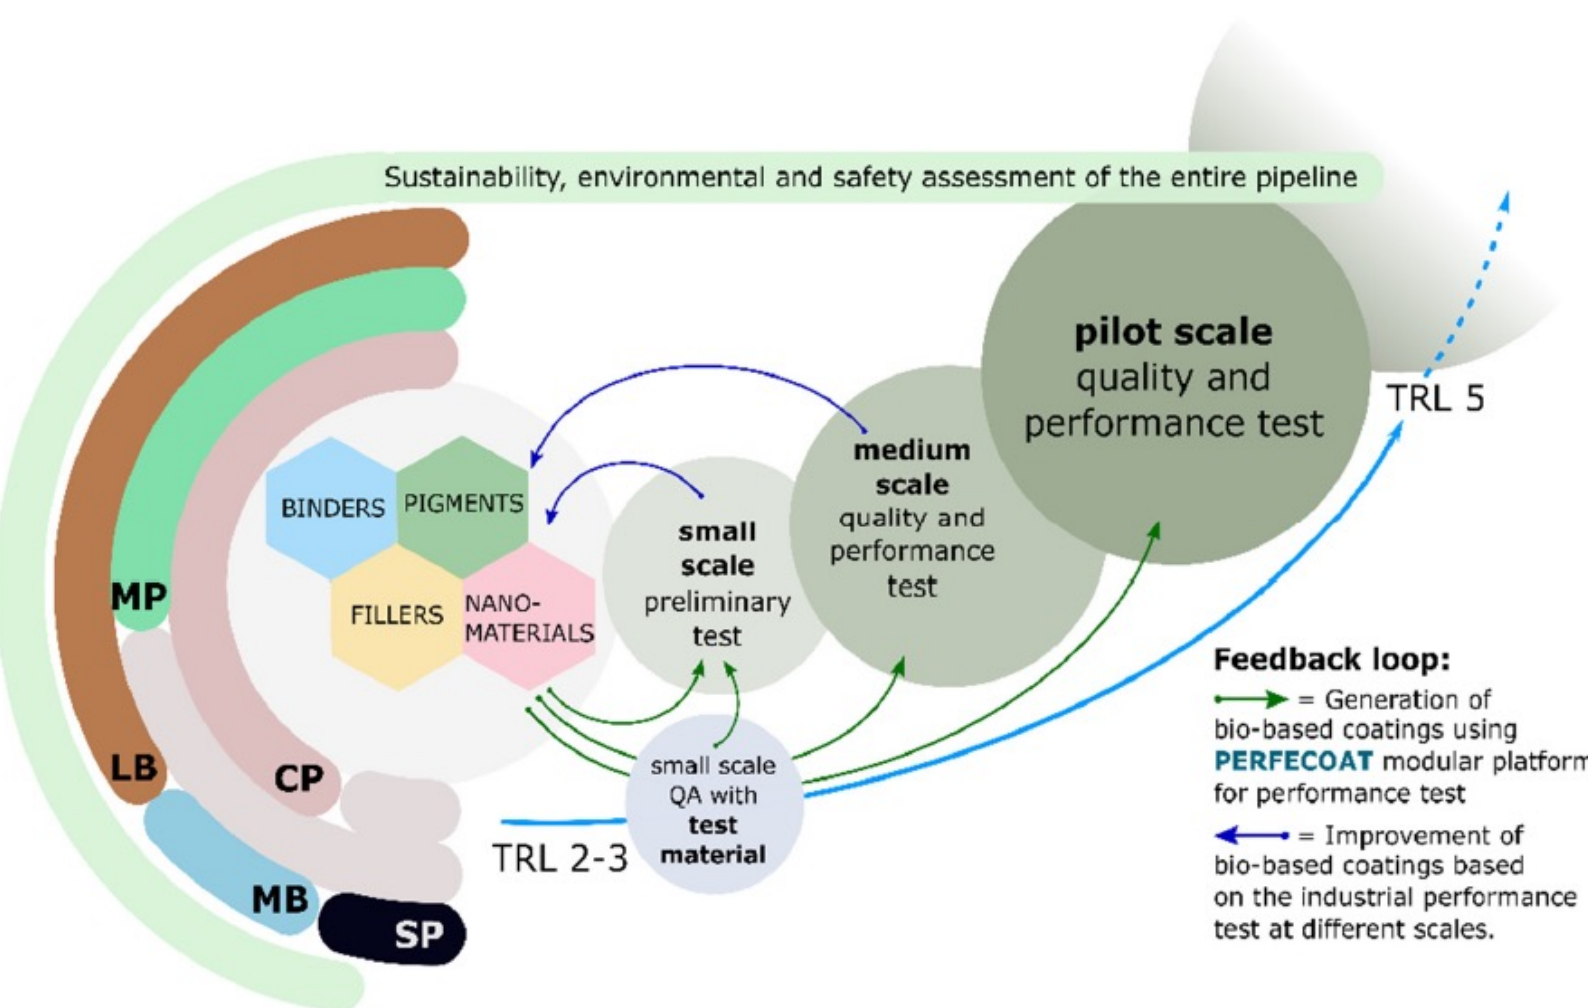 Sustainability, environmental and safety assessment of the entire pipeline
BINDERS
PIGMENTS
FILLERS
NANO-
MATERIALS
MP
LB
CP
MB
SP
small
scale
preliminary
test
medium
scale
quality and
performance
test
pilot scale
quality and
performance test
small scale
QA with
test
material
TRL 2-3
TRL 5
Feedback loop:
= Generation of
bio-based coatings using
PERFECOAT modular platform
for performance test
= Improvement of
bio-based coatings based
on the industrial performance
test at different scales.